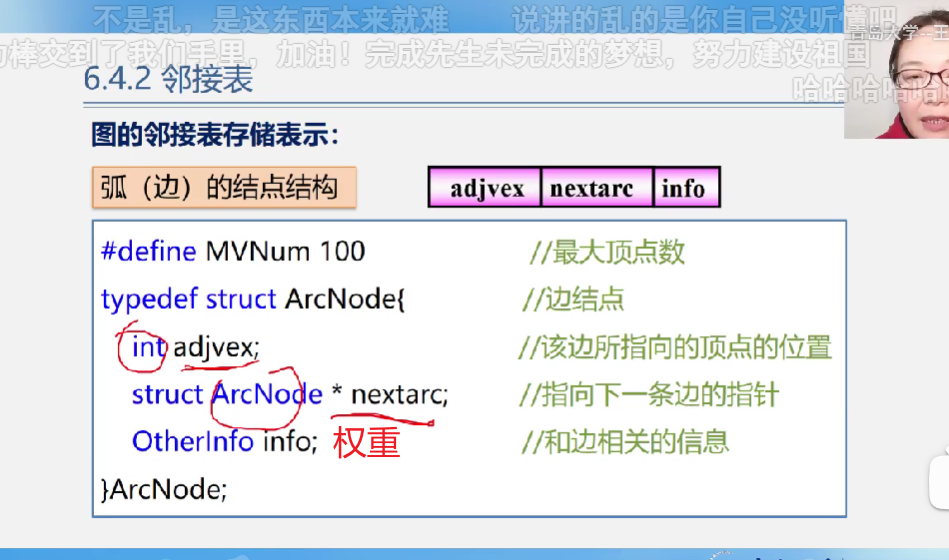 不是乱，是这东西本来就难 说讲的乱的是你自己没听懂吧
棒交到了我们手里，加油！完成先生未完成的梦想，努力建设祖国
6.4.2 邻接表
哈哈哈哈哈哈
图的邻接表存储表示：
弧（边）的结点结构 adjvex nextarc info
#define MVNum 100 //最大顶点数
typedef struct ArcNode{ //边结点
int adjvex; //该边所指向的顶点的位置
struct ArcNode * nextarc; //指向下一条边的指针
OtherInfo info; 权重 //和边相关的信息
}ArcNode;